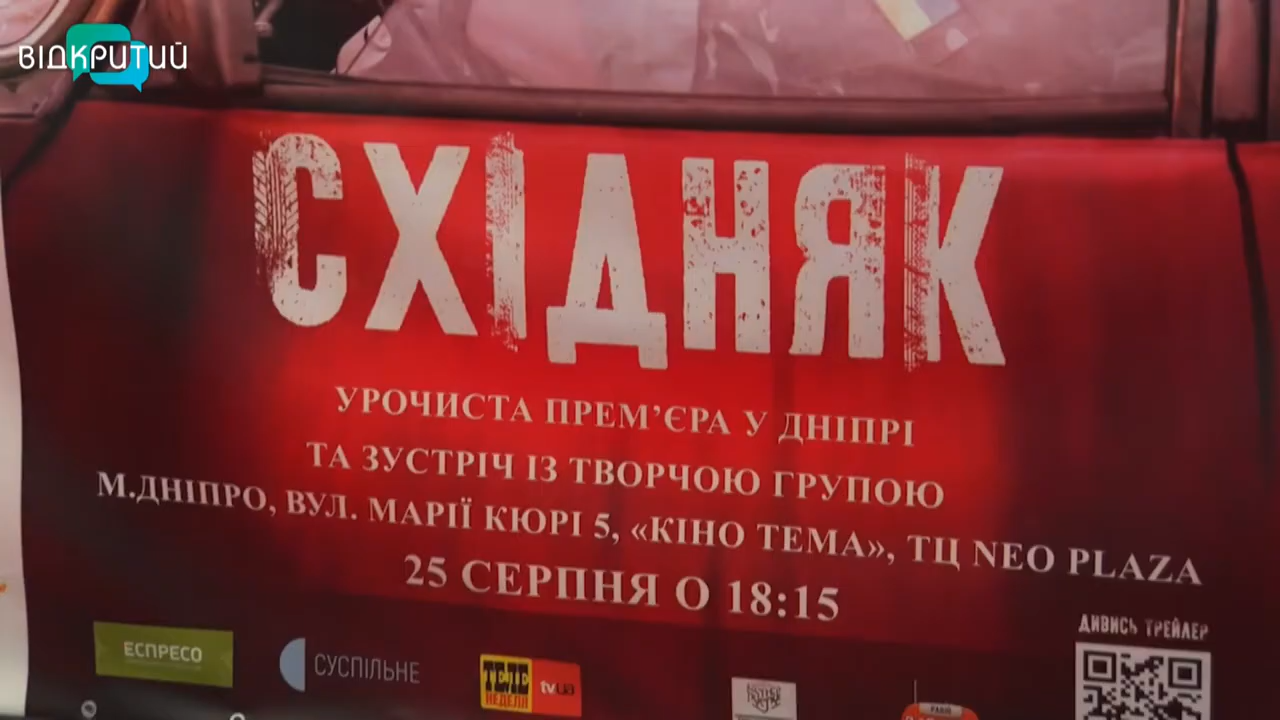 ВІДКРИТИЙ
СХІДНЯК
УРОЧИСТА ПРЕМ’ЄРА У ДНІПРІ
ТА ЗУСТРІЧ ІЗ ТВОРЧОЮ ГРУПОЮ
М.ДНІПРО, ВУЛ. МАРІЇ КЮРІ 5, «КІНО ТЕМА», ТЦ NEO PLAZA
25 СЕРПНЯ О 18:15
ДИВИСЬ ТРЕЙЛЕР
ЕСПРЕСО
СУСПІЛЬНЕ
ТЕЛЕ
НЕДЕЛЯ
tv.ua
РАДІО